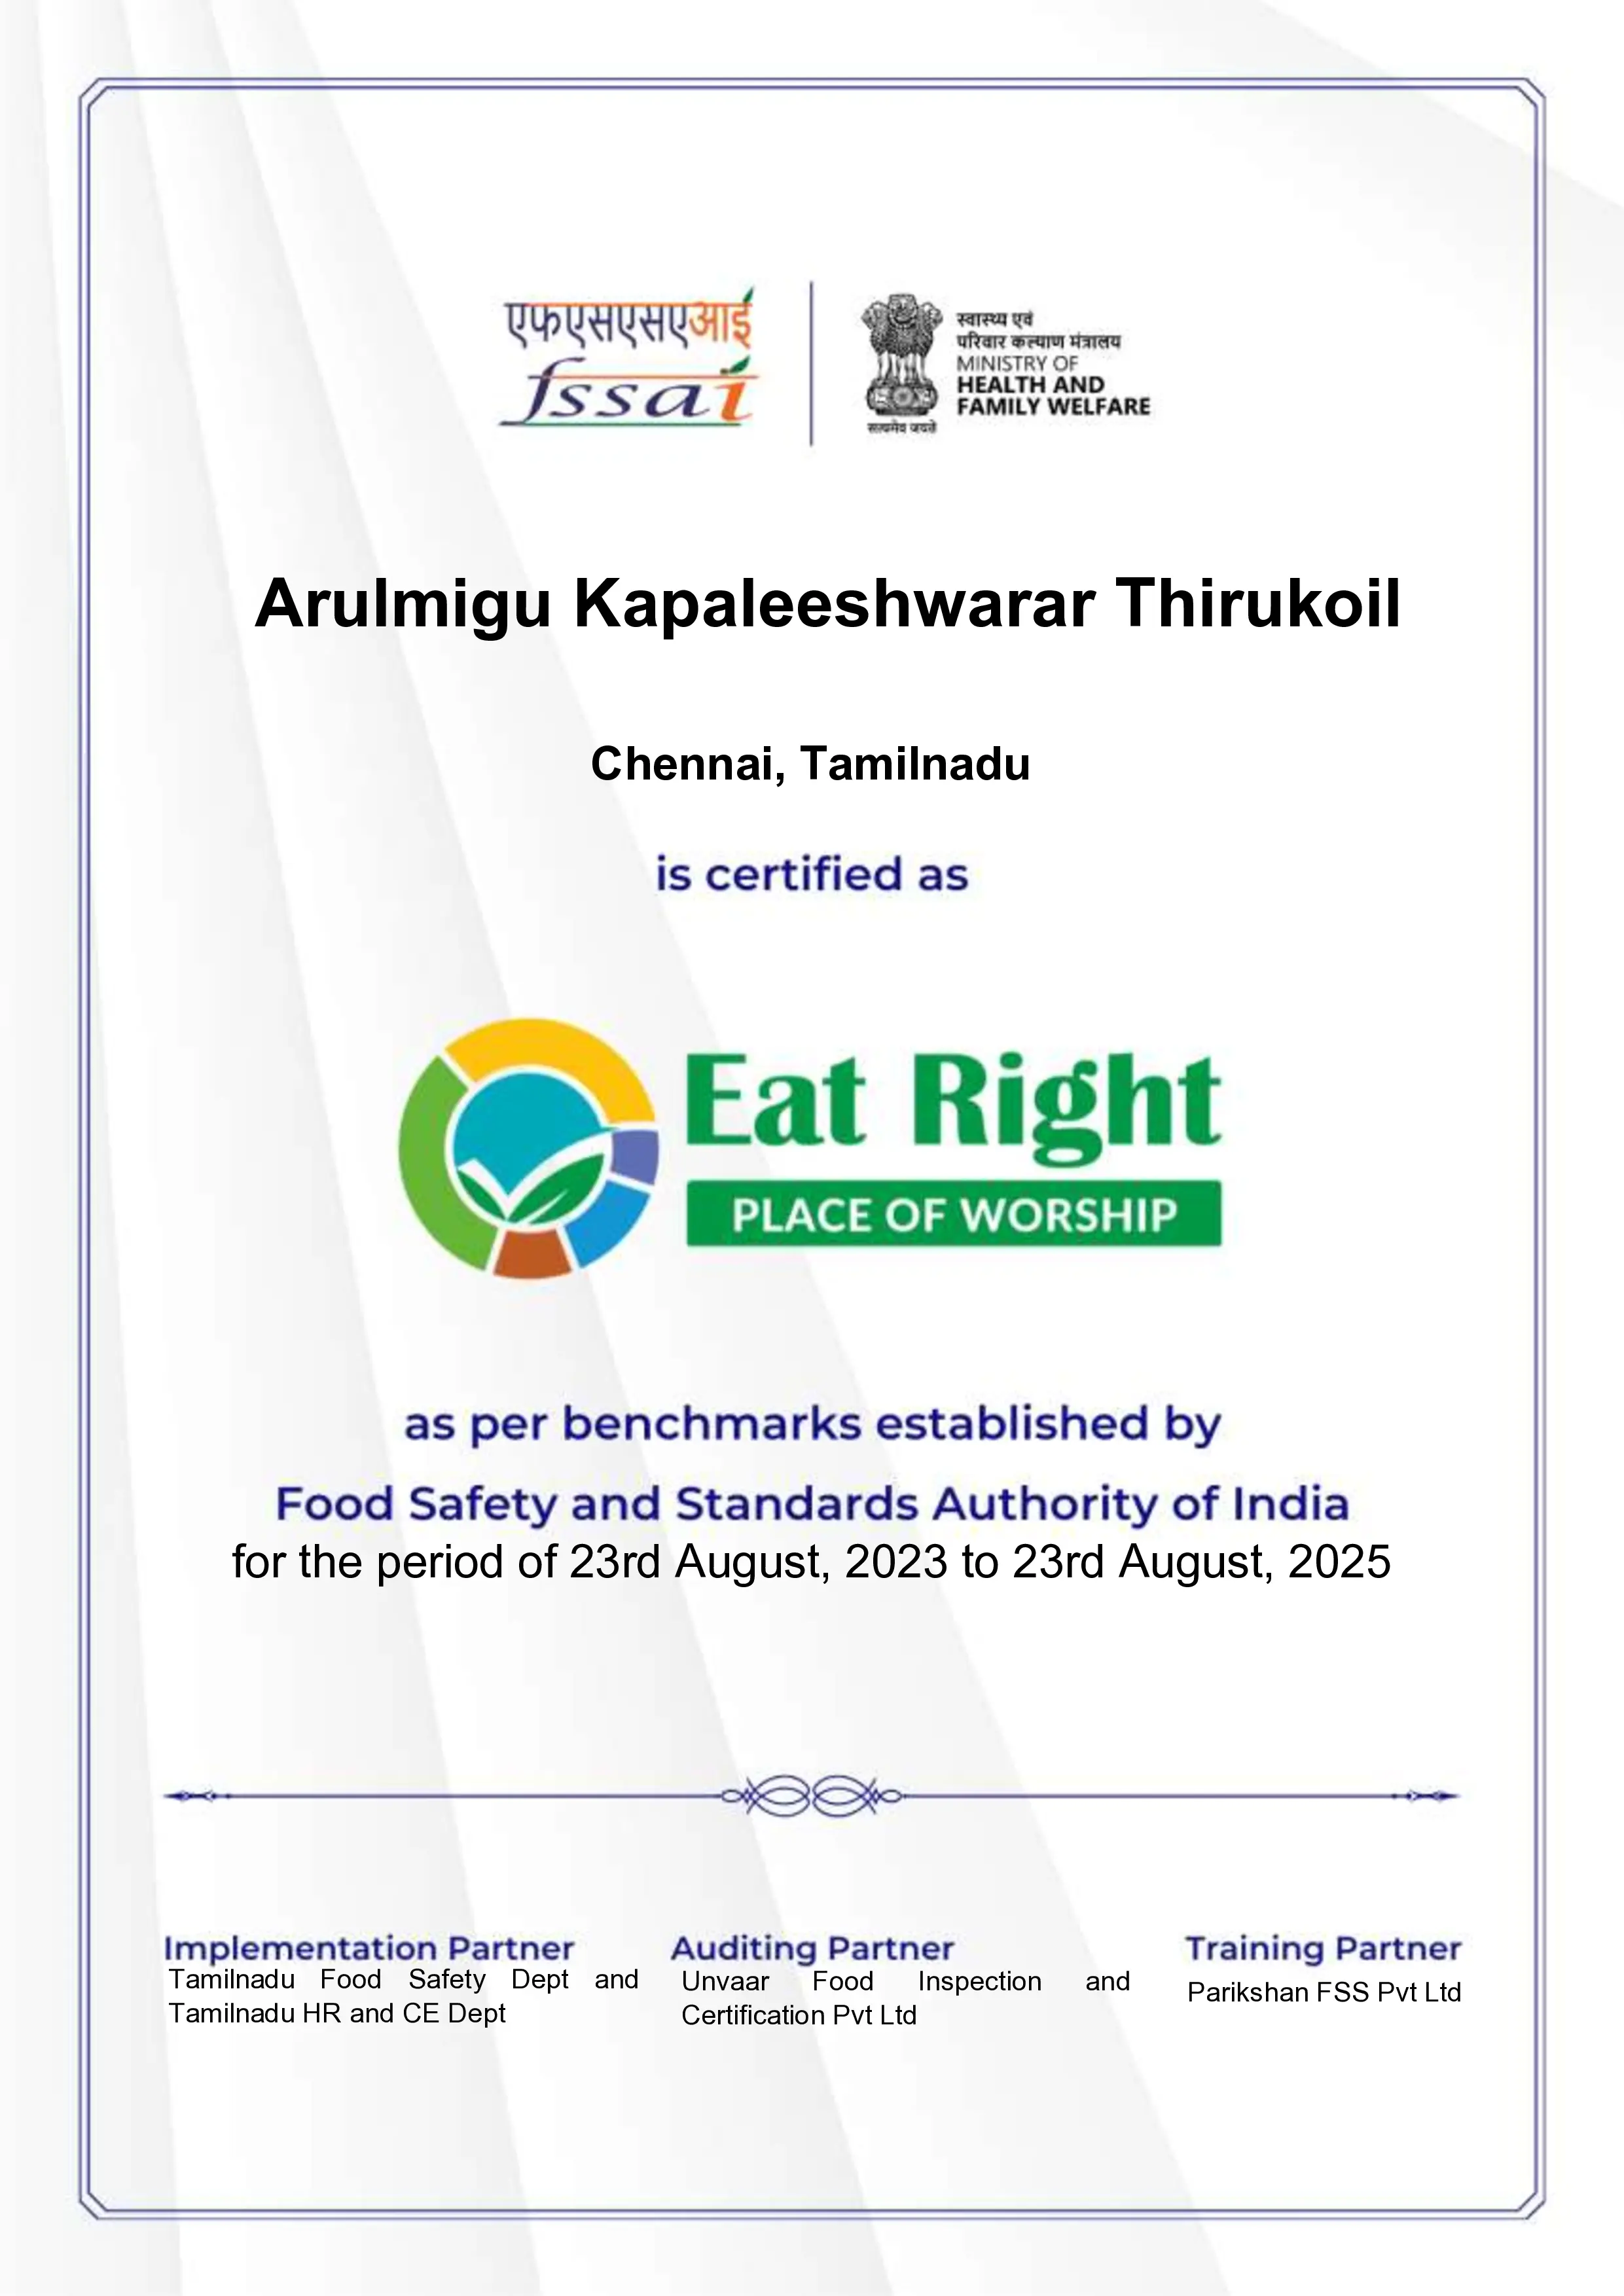 एफएसएसएआई
fssai
स्वास्थ्य एवं
परिवार कल्याण मंत्रालय
MINISTRY OF
HEALTH AND
FAMILY WELFARE
सत्यमेव जयते
Arulmigu Kapaleeshwarar Thirukoil
Chennai, Tamilnadu
is certified as
Eat Right
PLACE OF WORSHIP
as per benchmarks established by
Food Safety and Standards Authority of India
for the period of 23rd August, 2023 to 23rd August, 2025
Implementation Partner
Tamilnadu Food Safety Dept and
Tamilnadu HR and CE Dept
Auditing Partner
Unvaar Food Inspection and
Certification Pvt Ltd
Training Partner
Parikshan FSS Pvt Ltd